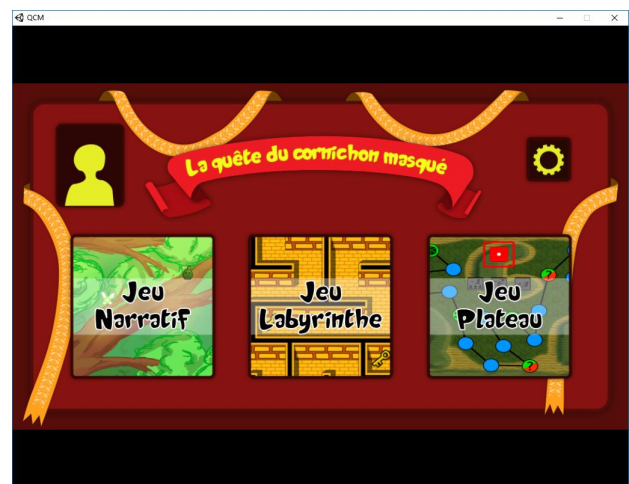 QCM
La quête du cornichon masqué
Jeu
Narratif
Jeu
Labyrinthe
Jeu
Plateau